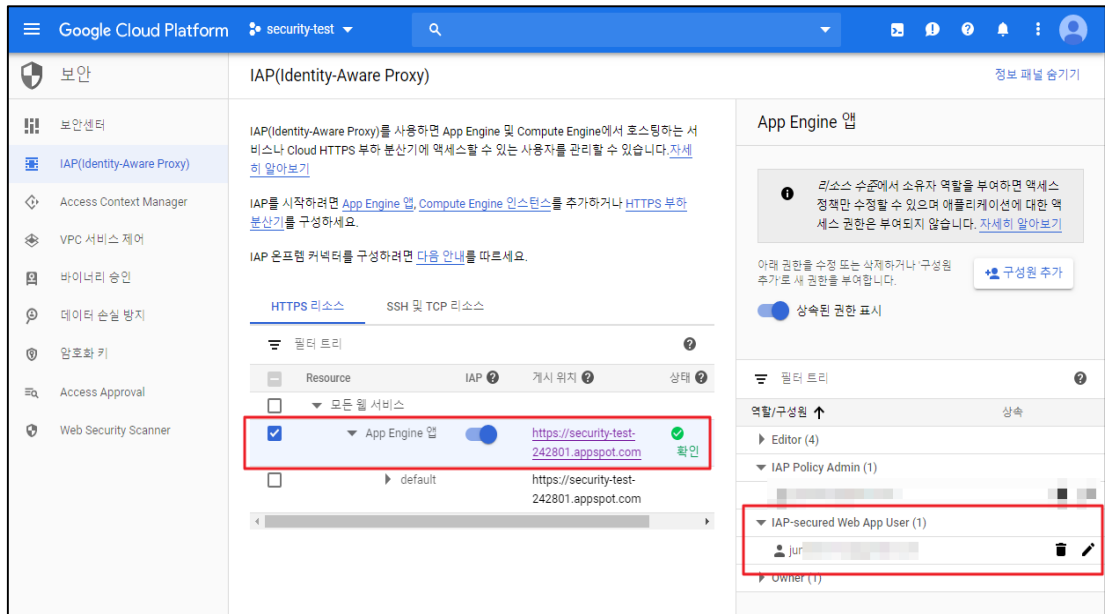 Google Cloud Platform
security-test
보안
IAP(Identity-Aware Proxy)
정보 패널 숨기기
보안센터
IAP(Identity-Aware Proxy)
Access Context Manager
VPC 서비스 제어
바이너리 승인
데이터 손실 방지
암호화 키
Access Approval
Web Security Scanner
IAP(Identity-Aware Proxy)를 사용하면 App Engine 및 Compute Engine에서 호스팅하는 서
비스나 Cloud HTTPS 부하 분산기에 액세스할 수 있는 사용자를 관리할 수 있습니다.자세
히 알아보기
IAP를 시작하려면 App Engine 앱, Compute Engine 인스턴스를 추가하거나 HTTPS 부하
분산기를 구성하세요.
IAP 온프렘 커넥터를 구성하려면 다음 안내를 따르세요.
HTTPS 리소스
SSH 및 TCP 리소스
필터 트리
Resource IAP 게시 위치 상태
모든 웹 서비스
App Engine 앱 https://security-test-
242801.appspot.com 확인
default https://security-test-
242801.appspot.com
App Engine 앱
리소스 수준에서 소유자 역할을 부여하면 액세스
정책만 수정할 수 있으며 애플리케이션에 대한 액
세스 권한은 부여되지 않습니다. 자세히 알아보기
아래 권한을 수정 또는 삭제하거나 '구성원
추가'로 새 권한을 부여합니다.
구성원 추가
상속된 권한 표시
필터 트리
역할/구성원 상속
Editor (4)
IAP Policy Admin (1)
IAP-secured Web App User (1)
jur
Owner (1)